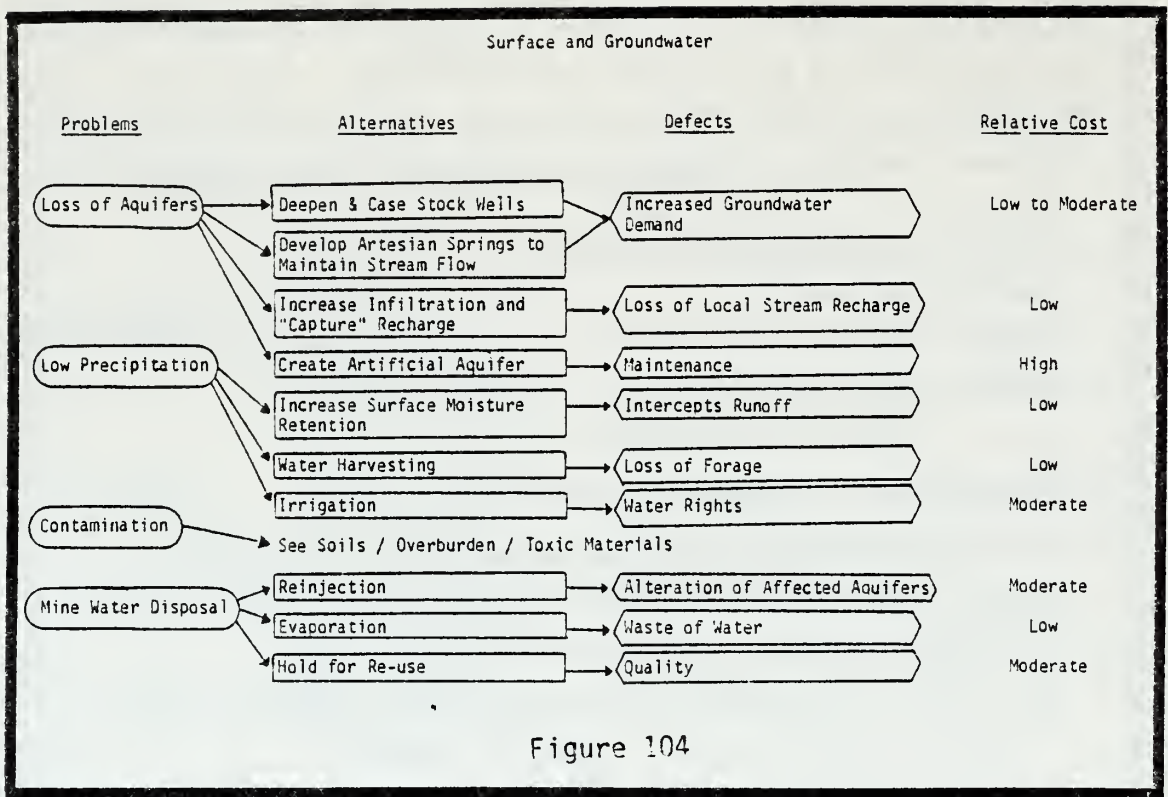 Surface and Groundwater
Problems Alternatives Defects Relative Cost
Loss of Aquifers Deepen & Case Stock Wells Increased Groundwater Demand Low to Moderate
Develop Artesian Springs to
Maintain Stream Flow
Increase Infiltration and
"Capture" Recharge
Loss of Local Stream Recharge Low
Low Precipitation Create Artificial Aquifer Maintenance High
Increase Surface Moisture
Retention
Intercepts Runoff Low
Water Harvesting Loss of Forage Low
Irrigation Water Rights Moderate
Contamination
See Soils / Overburden / Toxic Materials
Mine Water Disposal Reinjection Alteration of Affected Aquifers Moderate
Evaporation Waste of Water Low
Hold for Re-use Quality Moderate
Figure 104